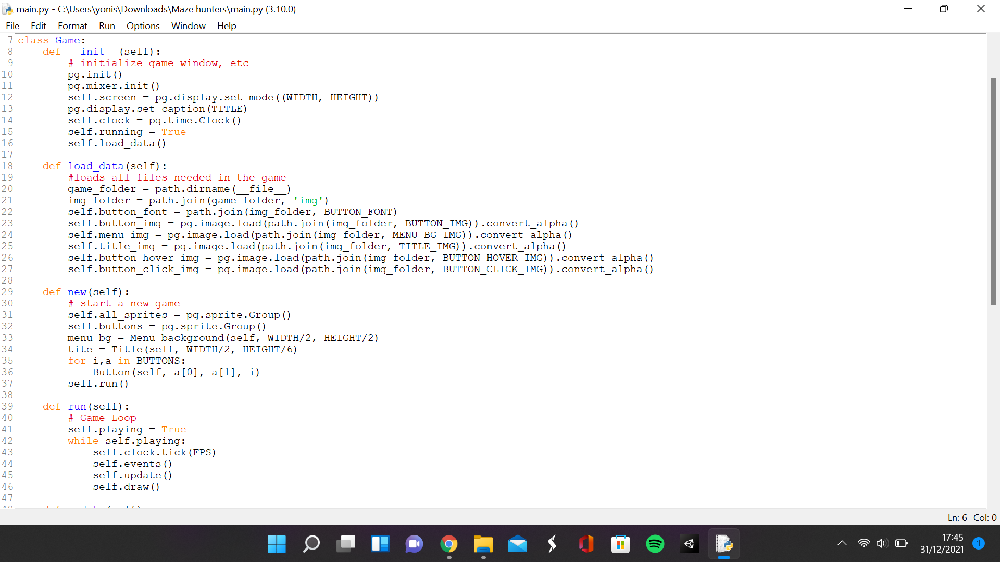 main.py - C:\Users\yonis\Downloads\Maze hunters\main.py (3.10.0)
File Edit Format Run Options Window Help
7 class Game:
8     def __init__(self):
9         # initialize game window, etc
10         pg.init()
11         pg.mixer.init()
12         self.screen = pg.display.set_mode((WIDTH, HEIGHT))
13         pg.display.set_caption(TITLE)
14         self.clock = pg.time.Clock()
15         self.running = True
16         self.load_data()
17
18     def load_data(self):
19         #loads all files needed in the game
20         game_folder = path.dirname(__file__)
21         img_folder = path.join(game_folder, 'img')
22         self.button_font = path.join(img_folder, BUTTON_FONT)
23         self.button_img = pg.image.load(path.join(img_folder, BUTTON_IMG)).convert_alpha()
24         self.menu_img = pg.image.load(path.join(img_folder, MENU_BG_IMG)).convert_alpha()
25         self.title_img = pg.image.load(path.join(img_folder, TITLE_IMG)).convert_alpha()
26         self.button_hover_img = pg.image.load(path.join(img_folder, BUTTON_HOVER_IMG)).convert_alpha()
27         self.button_click_img = pg.image.load(path.join(img_folder, BUTTON_CLICK_IMG)).convert_alpha()
28
29     def new(self):
30         # start a new game
31         self.all_sprites = pg.sprite.Group()
32         self.buttons = pg.sprite.Group()
33         menu_bg = Menu_background(self, WIDTH/2, HEIGHT/2)
34         tite = Title(self, WIDTH/2, HEIGHT/6)
35         for i,a in BUTTONS:
36             Button(self, a[0], a[1], i)
37         self.run()
38
39     def run(self):
40         # Game Loop
41         self.playing = True
42         while self.playing:
43             self.clock.tick(FPS)
44             self.events()
45             self.update()
46             self.draw()
47
Ln: 6 Col: 0
17:45
31/12/2021
1